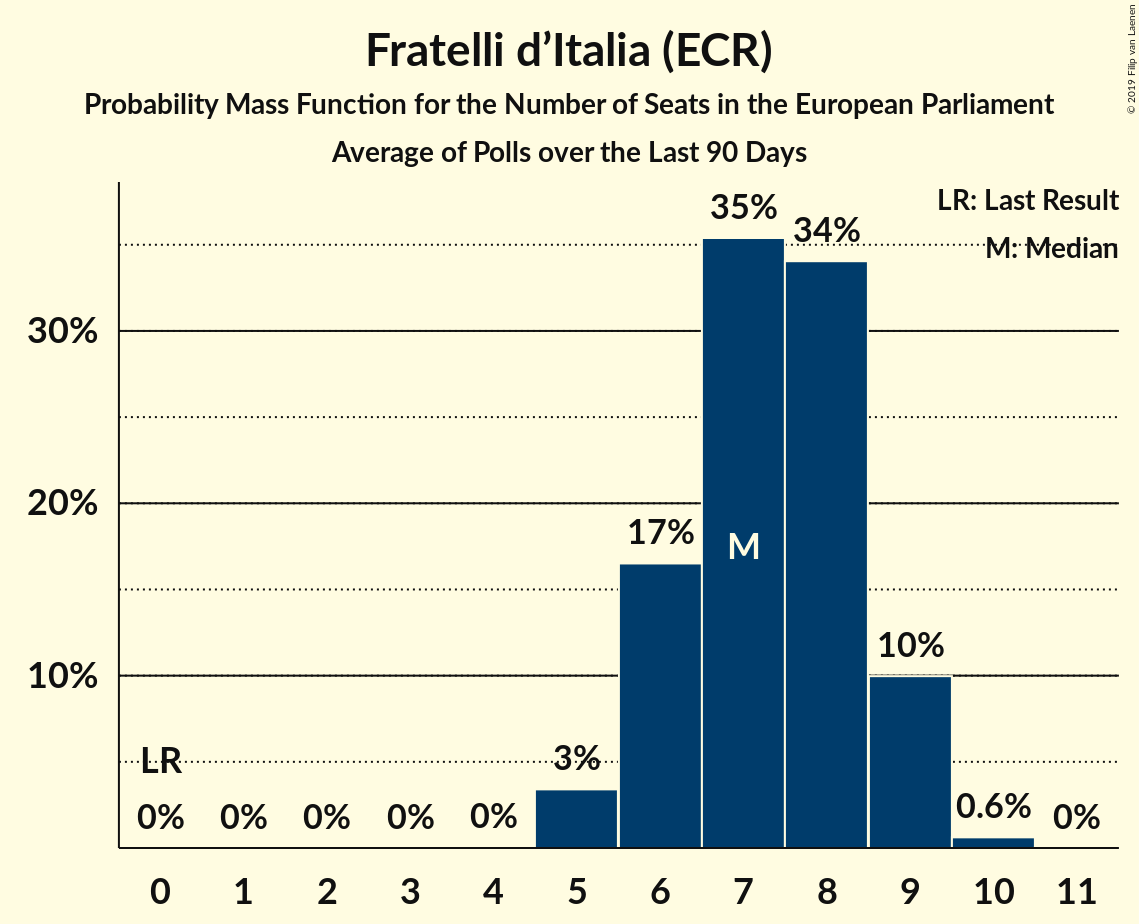 Fratelli d’Italia (ECR)
Probability Mass Function for the Number of Seats in the European Parliament
Average of Polls over the Last 90 Days
© 2019 Filip van Laenen
LR: Last Result
M: Median
35%
34%
30%
20%
17%
M
10%
10%
LR
3%
0.6%
0% 0% 0% 0% 0% 0%
0 1 2 3 4 5 6 7 8 9 10 11